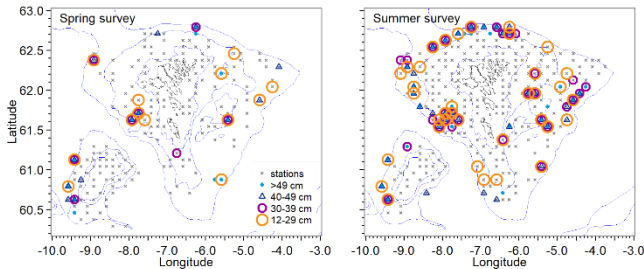 Spring survey
Summer survey
63.0
62.5
62.0
61.5
61.0
60.5
Latitude
stations
>49 cm
40-49 cm
30-39 cm
12-29 cm
-10.0 -9.0 -8.0 -7.0 -6.0 -5.0 -4.0 -3.0
-10.0 -9.0 -8.0 -7.0 -6.0 -5.0 -4.0 -3.0
Longitude
Longitude